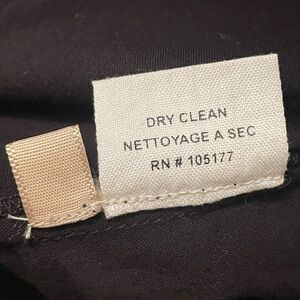 DRY CLEAN
NETTOYAGE A SEC
RN # 105177